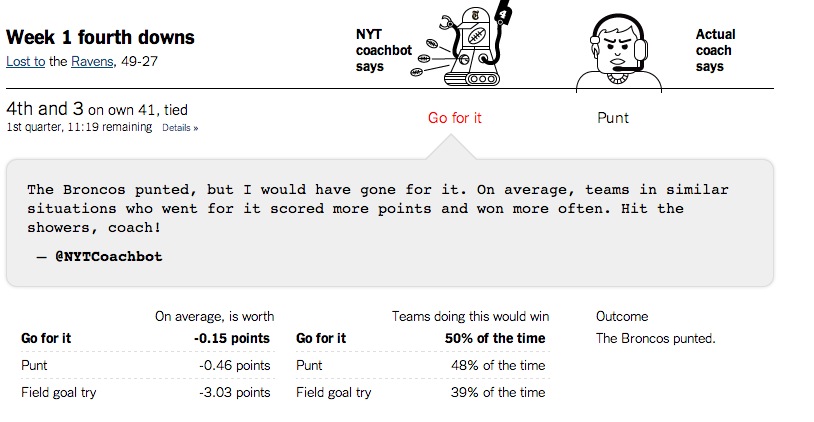 Week 1 fourth downs
Lost to the Ravens, 49-27
NYT
coachbot
says
4
Actual
coach
says
4th and 3 on own 41, tied
1st quarter, 11:19 remaining Details »
Go for it
Punt
The Broncos punted, but I would have gone for it. On average, teams in similar
situations who went for it scored more points and won more often. Hit the
showers, coach!
— @NYTCoachbot
On average, is worth
Go for it -0.15 points
Punt -0.46 points
Field goal try -3.03 points
Teams doing this would win
Go for it 50% of the time
Punt 48% of the time
Field goal try 39% of the time
Outcome
The Broncos punted.